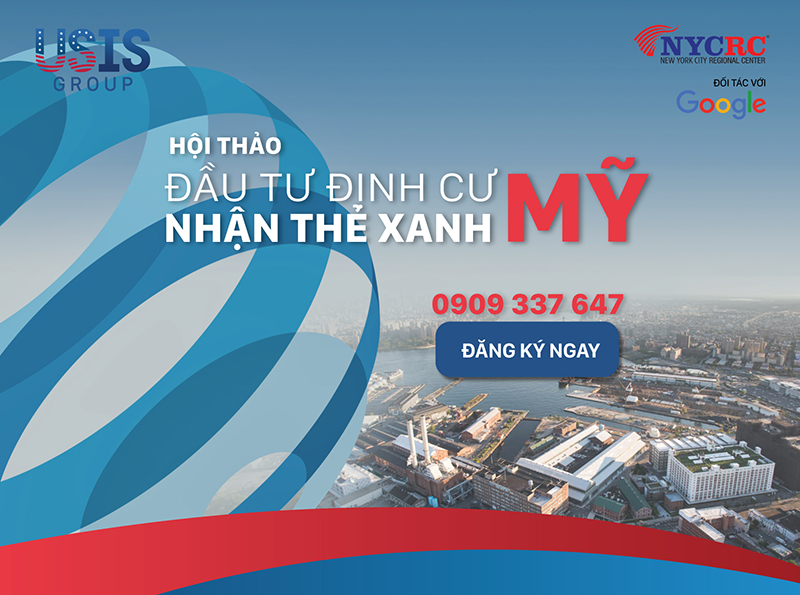 USIS
GROUP
NYCRC
NEW YORK CITY REGIONAL CENTER
ĐỐI TÁC VỚI
Google
HỘI THẢO
ĐẦU TƯ ĐỊNH CƯ
NHẬN THẺ XANH
MỸ
0909 337 647
ĐĂNG KÝ NGAY